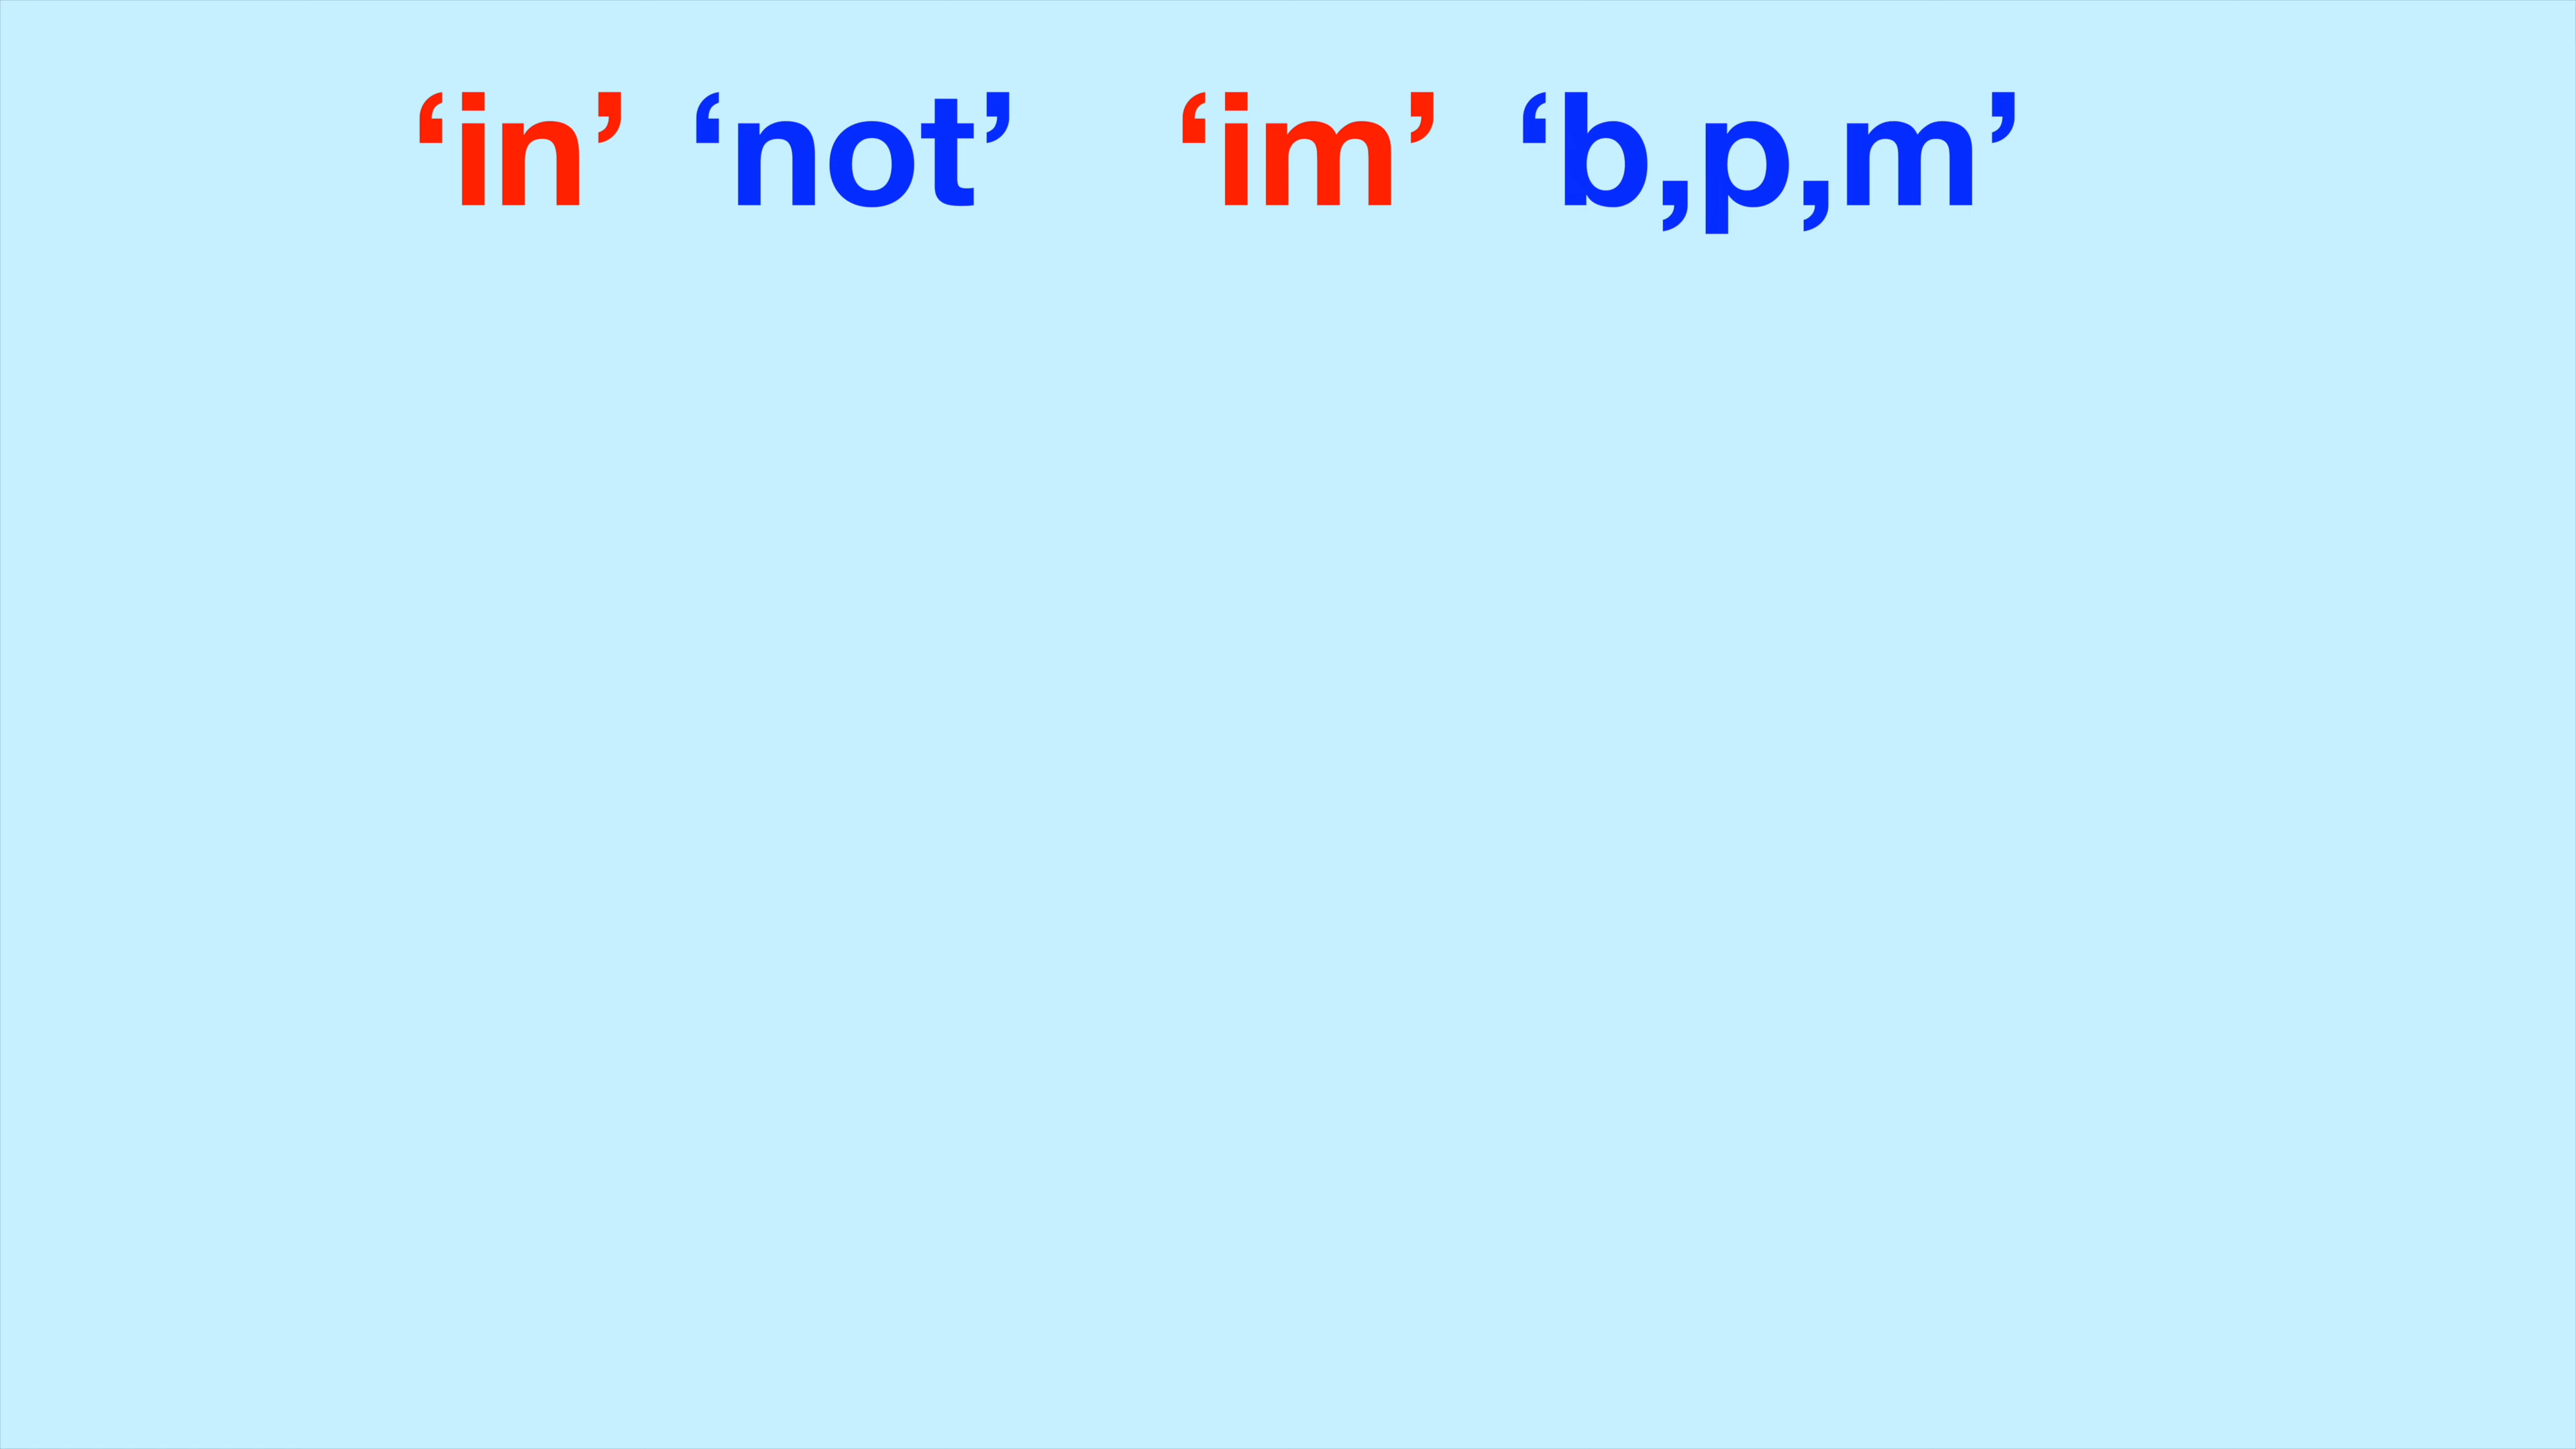 ‘in’ ‘not’ ‘im’ ‘b,p,m’